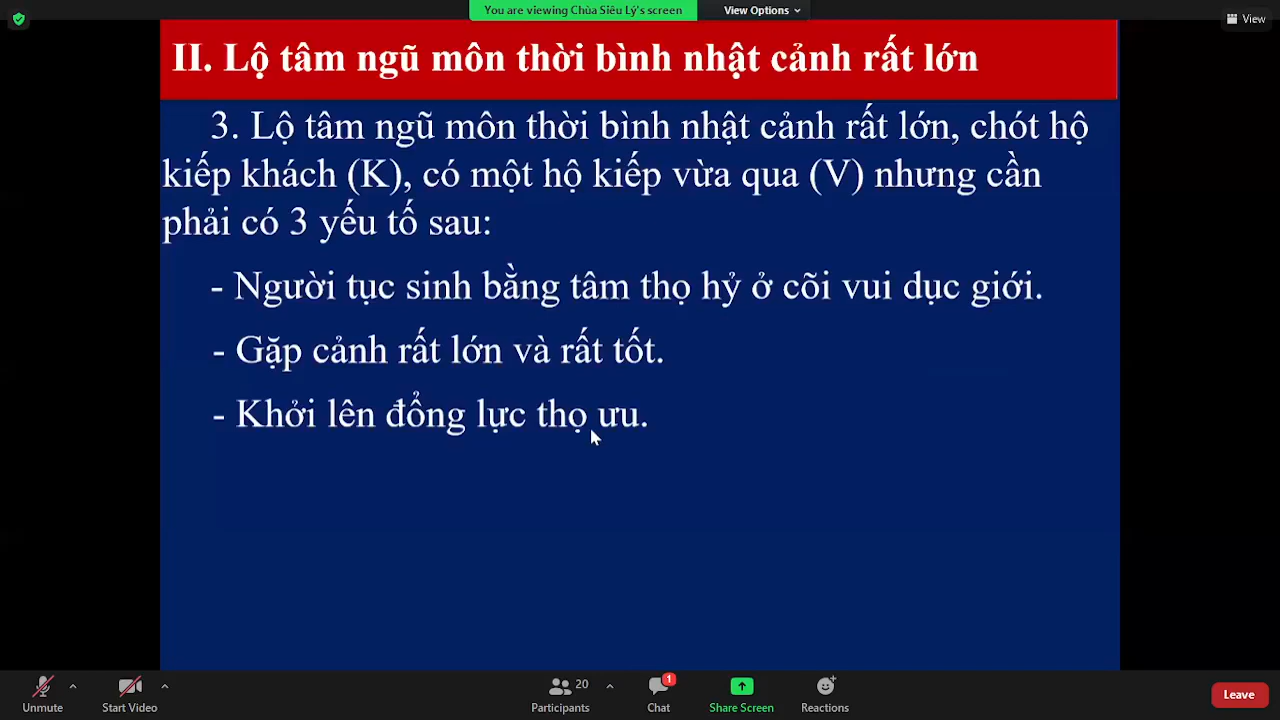 You are viewing Chùa Siêu Lý's screen
View Options
View
II. Lộ tâm ngũ môn thời bình nhật cảnh rất lớn
3. Lộ tâm ngũ môn thời bình nhật cảnh rất lớn, chót hộ
kiếp khách (K), có một hộ kiếp vừa qua (V) nhưng cần
phải có 3 yếu tố sau:
- Người tục sinh bằng tâm thọ hỷ ở cõi vui dục giới.
- Gặp cảnh rất lớn và rất tốt.
- Khởi lên đổng lực thọ ưu.
Unmute
Start Video
20
Participants
1
Chat
Share Screen
Reactions
Leave